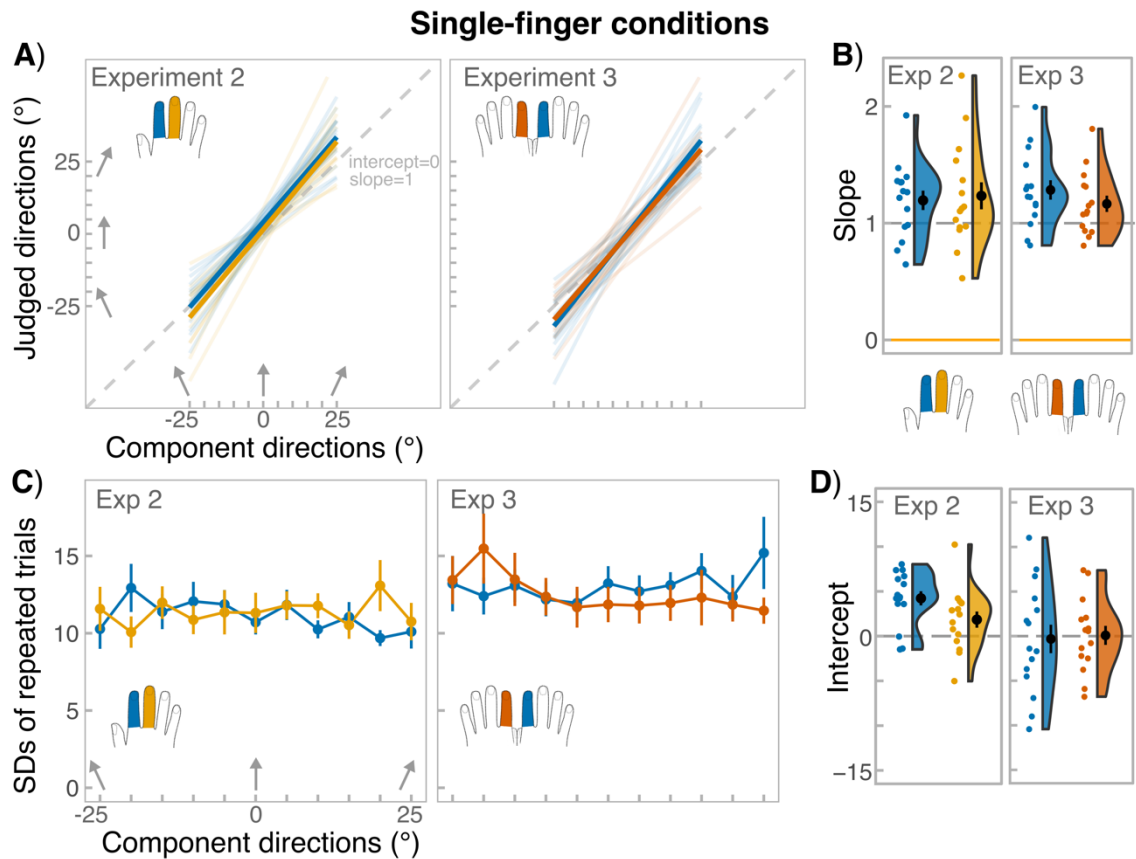 Single-finger conditions
A)
Experiment 2
Experiment 3
intercept=0
slope=1
Judged directions (°)
25
0
-25
-25
0
25
Component directions (°)
B)
Exp 2
Exp 3
Slope
2
1
0
C)
Exp 2
Exp 3
SDs of repeated trials
15
10
5
0
-25
0
25
Component directions (°)
D)
Exp 2
Exp 3
Intercept
15
0
−15